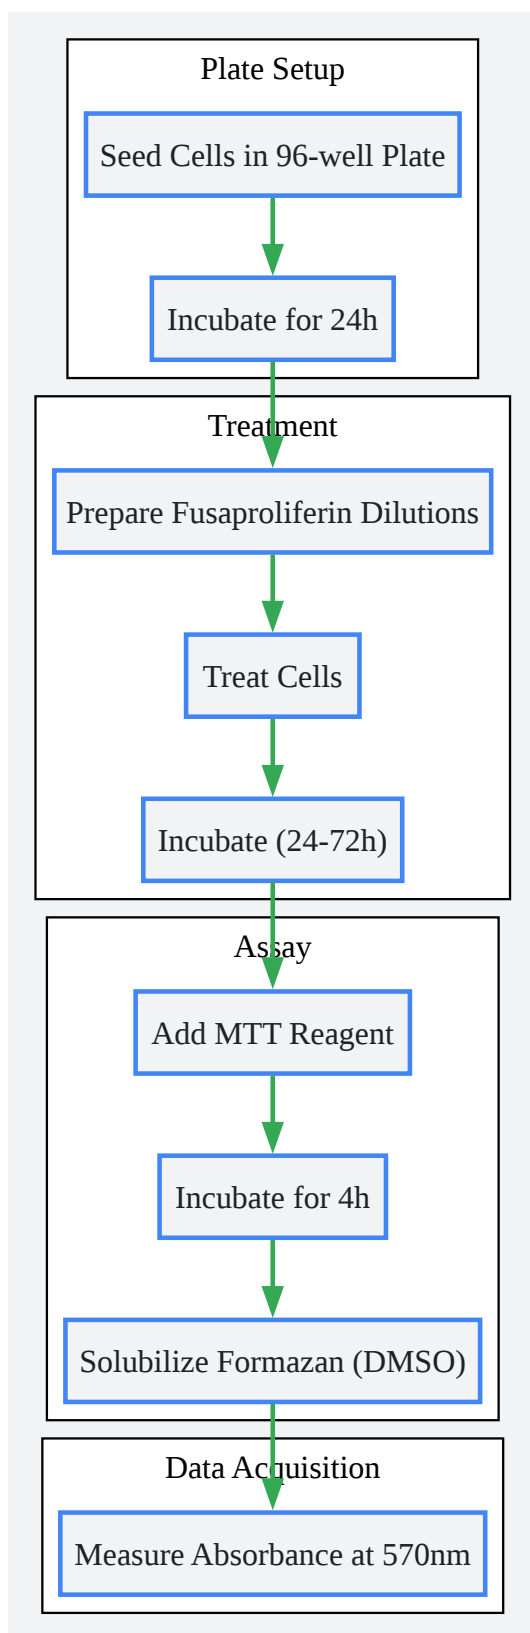 Plate Setup
Seed Cells in 96-well Plate
Incubate for 24h
Treatment
Prepare Fusaproliferin Dilutions
Treat Cells
Incubate (24-72h)
Assay
Add MTT Reagent
Incubate for 4h
Solubilize Formazan (DMSO)
Data Acquisition
Measure Absorbance at 570nm